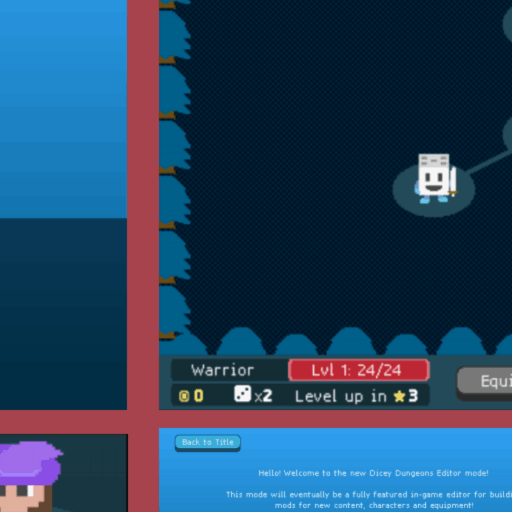 Warrior
Lvl 1: 24/24
0
x2
Level up in
3
Equi
Back to Title
Hello! Welcome to the new Dicey Dungeons Editor mode!
This mode will eventually be a fully featured in-game editor for buildi
mods for new content, characters and equipment!